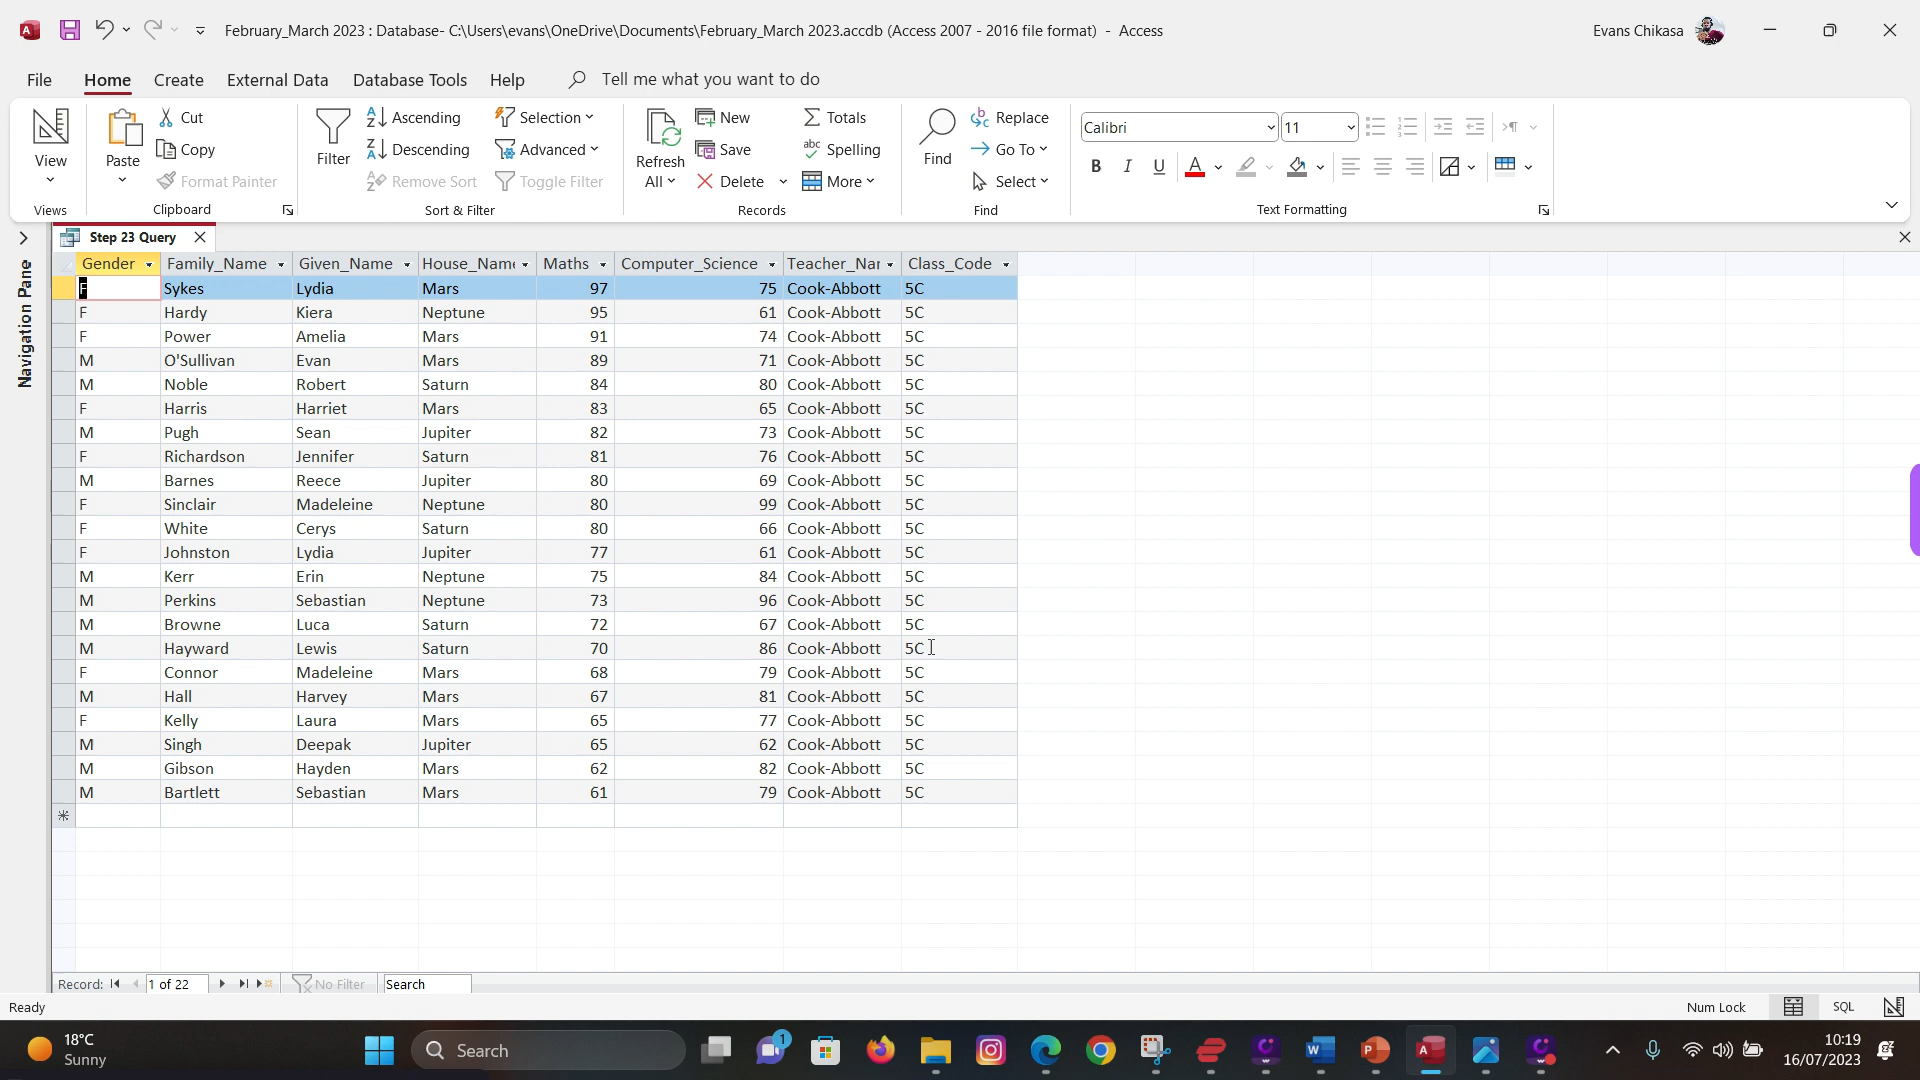 February_March 2023 : Database- C:\Users\evans\OneDrive\Documents\February_March 2023.accdb (Access 2007 - 2016 file format) - Access
Evans Chikasa
File Home Create External Data Database Tools Help Tell me what you want to do
View
Views
Paste
Cut
Copy
Format Painter
Clipboard
Filter
Ascending
Descending
Remove Sort
Selection
Advanced
Toggle Filter
Sort & Filter
Refresh
All
New
Save
Delete
Totals
Spelling
More
Records
Find
Replace
Go To
Select
Find
Calibri 11
B I U A
Text Formatting
Navigation Pane
Step 23 Query
Gender Family_Name Given_Name House_Name Maths Computer_Science Teacher_Nar Class_Code
F Sykes Lydia Mars 97 75 Cook-Abbott 5C
F Hardy Kiera Neptune 95 61 Cook-Abbott 5C
F Power Amelia Mars 91 74 Cook-Abbott 5C
M O'Sullivan Evan Mars 89 71 Cook-Abbott 5C
M Noble Robert Saturn 84 80 Cook-Abbott 5C
F Harris Harriet Mars 83 65 Cook-Abbott 5C
M Pugh Sean Jupiter 82 73 Cook-Abbott 5C
F Richardson Jennifer Saturn 81 76 Cook-Abbott 5C
M Barnes Reece Jupiter 80 69 Cook-Abbott 5C
F Sinclair Madeleine Neptune 80 99 Cook-Abbott 5C
F White Cerys Saturn 80 66 Cook-Abbott 5C
F Johnston Lydia Jupiter 77 61 Cook-Abbott 5C
M Kerr Erin Neptune 75 84 Cook-Abbott 5C
M Perkins Sebastian Neptune 73 96 Cook-Abbott 5C
M Browne Luca Saturn 72 67 Cook-Abbott 5C
M Hayward Lewis Saturn 70 86 Cook-Abbott 5C
F Connor Madeleine Mars 68 79 Cook-Abbott 5C
M Hall Harvey Mars 67 81 Cook-Abbott 5C
F Kelly Laura Mars 65 77 Cook-Abbott 5C
M Singh Deepak Jupiter 65 62 Cook-Abbott 5C
M Gibson Hayden Mars 62 82 Cook-Abbott 5C
M Bartlett Sebastian Mars 61 79 Cook-Abbott 5C
Record: 1 of 22 No Filter Search
Ready
Num Lock
SQL
18°C
Sunny
Search
1
10:19
16/07/2023